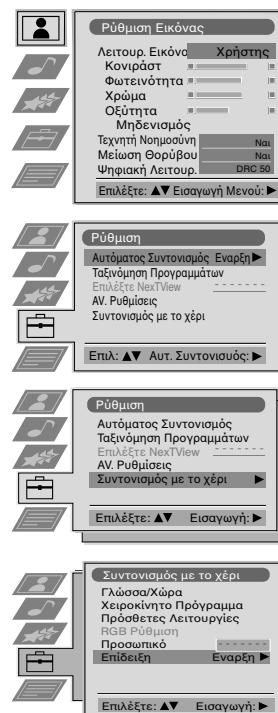 Ρύθμιση Εικόνας
Λειτουρ. Εικόνα Χρήστης
Κονιράστ
Φωτεινότητα
Χρώμα
Οξύτητα
Μηδενισμός
Τεχνητή Νοημοσύνη Ναι
Μείωση Θορύβου Ναι
Ψηφιακή Λειτουρ. DRC 50
Επιλέξτε: ▲▼ Εισαγωγή Μενού: ▶
Ρύθμιση
Αυτόματος Συντονισμός Εναρξη ▶
Ταξινόμηση Προγραμμάτων
Επιλέξτε NexTView - - - - - - -
AV. Ρυθμίσεις
Συντονισμός με το χέρι
Επιλ: ▲▼ Αυτ. Συντονισυός: ▶
Ρύθμιση
Αυτόματος Συντονισμός
Ταξινόμηση Προγραμμάτων
Επιλέξτε NexTView - - - - - - -
AV. Ρυθμίσεις
Συντονισμός με το χέρι ▶
Επιλέξτε: ▲▼ Εισαγωγή: ▶
Συντονισμός με το χέρι
Γλώσσα/Χώρα
Χειροκίνητο Πρόγραμμα
Πρόσθετες Λειτουργίες
RGB Ρύθμιση
Προσωπικό - - - - - - -
Επίδειξη Εναρξη ▶
Επιλέξτε: ▲▼ Εισαγωγή: ▶